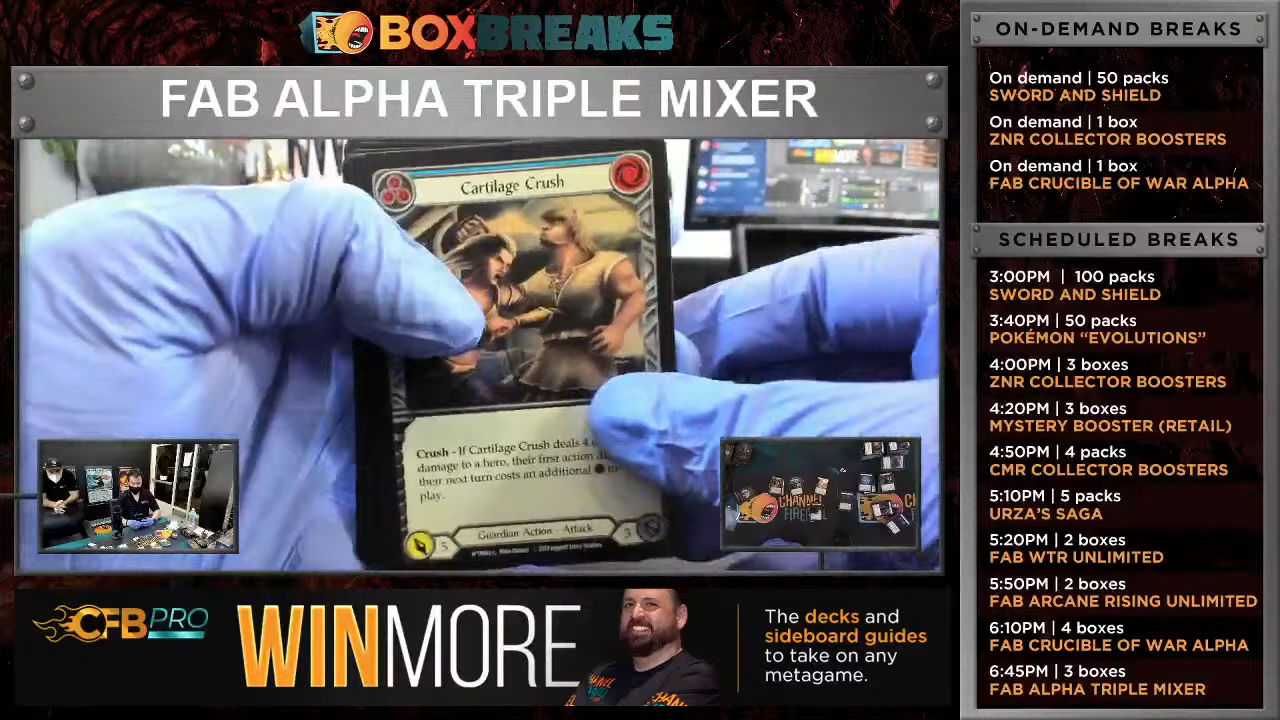 BOXBREAKS
FAB ALPHA TRIPLE MIXER
Cartilage Crush
Crush - If Cartilage Crush deals 4
damage to a hero, their first action
their next turn costs an additional
play.
5
Guardian Action - Attack
3
CHANNEL
CFBPRO
WINMORE
The decks and
sideboard guides
to take on any
metagame.
ON-DEMAND BREAKS
On demand | 50 packs
SWORD AND SHIELD
On demand | 1 box
ZNR COLLECTOR BOOSTERS
On demand | 1 box
FAB CRUCIBLE OF WAR ALPHA
SCHEDULED BREAKS
3:00PM | 100 packs
SWORD AND SHIELD
3:40PM | 50 packs
POKÉMON “EVOLUTIONS”
4:00PM | 3 boxes
ZNR COLLECTOR BOOSTERS
4:20PM | 3 boxes
MYSTERY BOOSTER (RETAIL)
4:50PM | 4 packs
CMR COLLECTOR BOOSTERS
5:10PM | 5 packs
URZA’S SAGA
5:20PM | 2 boxes
FAB WTR UNLIMITED
5:50PM | 2 boxes
FAB ARCANE RISING UNLIMITED
6:10PM | 4 boxes
FAB CRUCIBLE OF WAR ALPHA
6:45PM | 3 boxes
FAB ALPHA TRIPLE MIXER